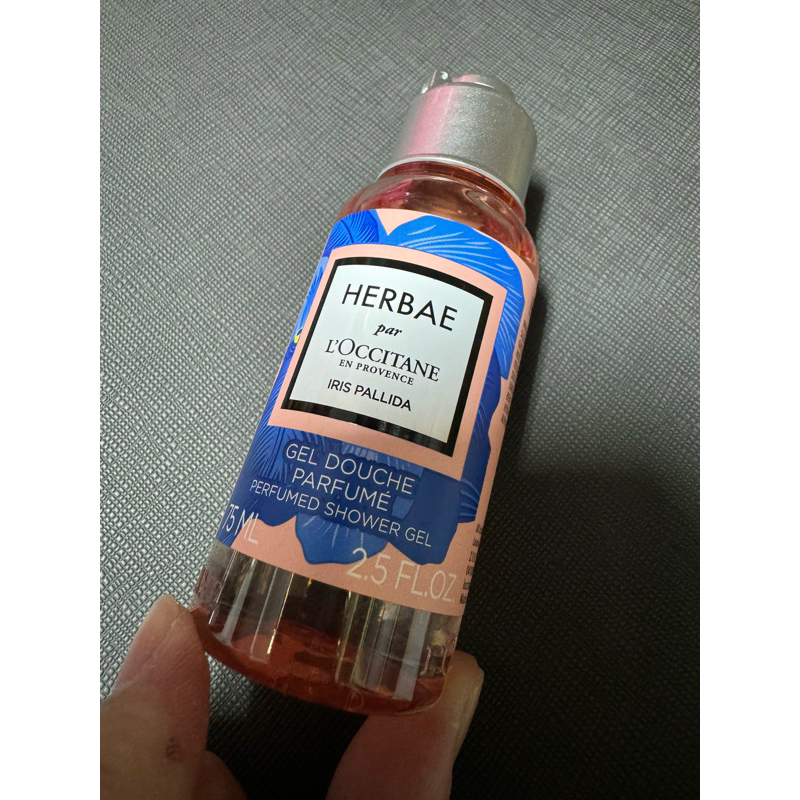 HERBAE
par
L'OCCITANE
EN PROVENCE
IRIS PALLIDA
GEL DOUCHE
PARFUMÉ
PERFUMED SHOWER GEL
75 ML
2.5 FL.OZ.